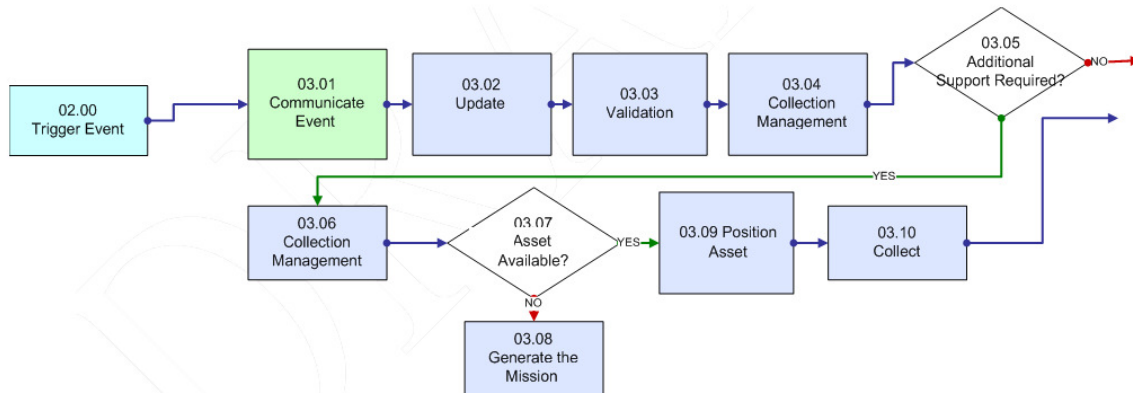 02.00
Trigger Event
03.01
Communicate
Event
03.02
Update
03.03
Validation
03.04
Collection
Management
03.05
Additional
Support Required?
NO
YES
03.06
Collection
Management
03.07
Asset
Available?
YES
NO
03.08
Generate the
Mission
03.09 Position
Asset
03.10
Collect